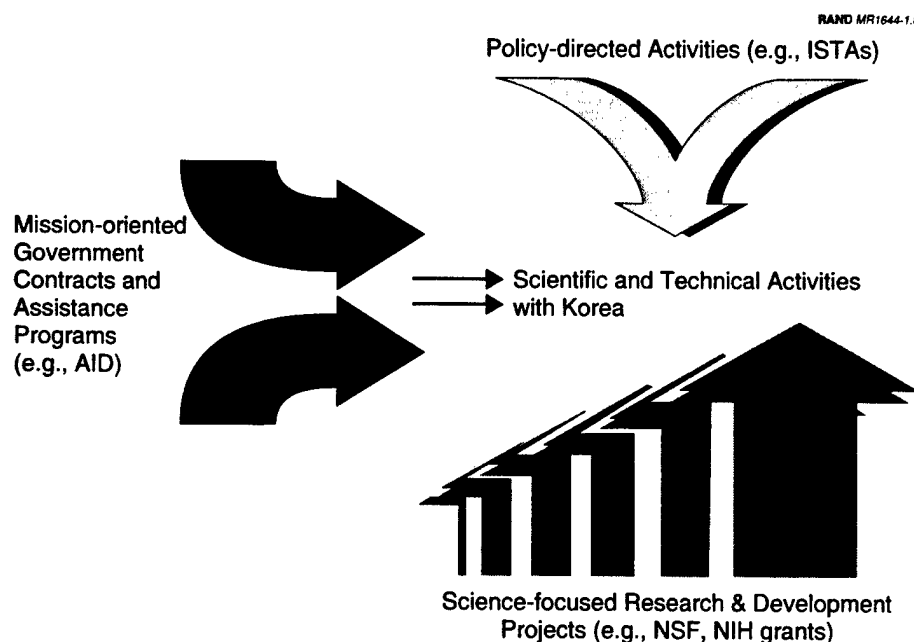 RAND MR1644-1.
Policy-directed Activities (e.g., ISTAs)
Mission-oriented
Government
Contracts and
Assistance
Programs
(e.g., AID)
Scientific and Technical Activities
with Korea
Science-focused Research & Development
Projects (e.g., NSF, NIH grants)